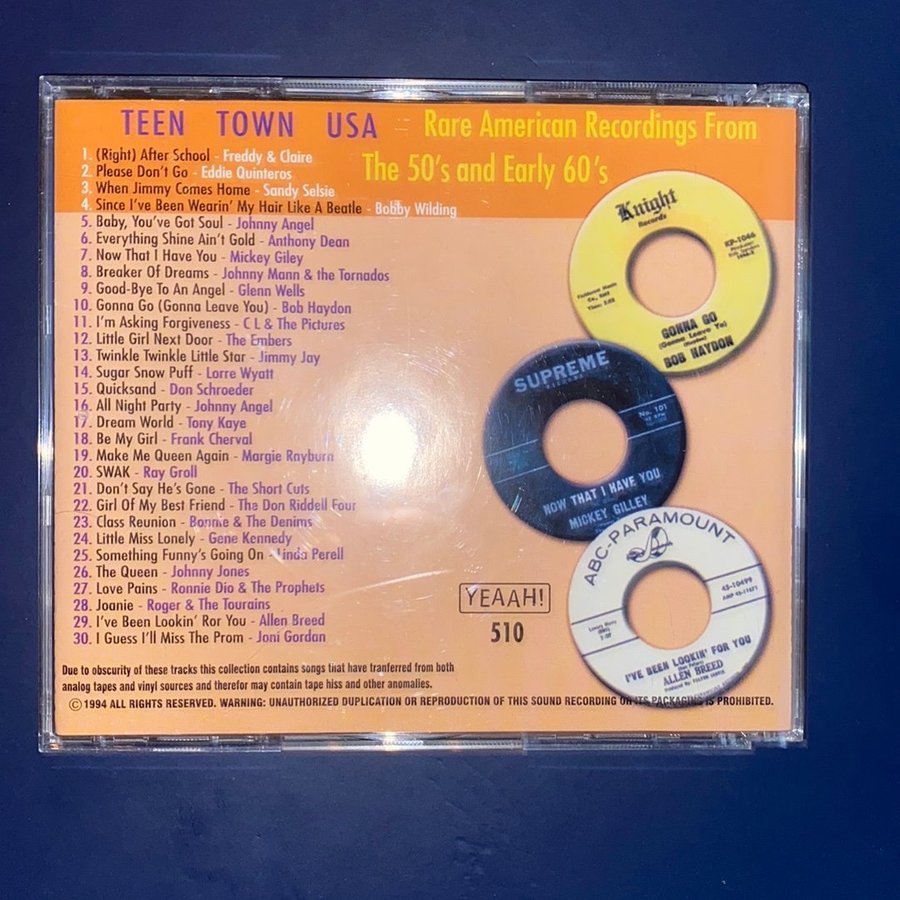 TEEN TOWN USA
Rare American Recordings From
The 50's and Early 60's
1. (Right) After School - Freddy & Claire
2. Please Don't Go - Eddie Quinteros
3. When Jimmy Comes Home - Sandy Selsie
4. Since I've Been Wearin' My Hair Like A Beatle - Bobby Wilding
5. Baby, You've Got Soul - Johnny Angel
6. Everything Shine Ain't Gold - Anthony Dean
7. Now That I Have You - Mickey Giley
8. Breaker Of Dreams - Johnny Mann & the Tornados
9. Good-Bye To An Angel - Glenn Wells
10. Gonna Go (Gonna Leave You) - Bob Haydon
11. I'm Asking Forgiveness - C L & The Pictures
12. Little Girl Next Door - The Embers
13. Twinkle Twinkle Little Star - Jimmy Jay
14. Sugar Snow Puff - Lorre Wyatt
15. Quicksand - Don Schroeder
16. All Night Party - Johnny Angel
17. Dream World - Tony Kaye
18. Be My Girl - Frank Cherval
19. Make Me Queen Again - Margie Rayburn
20. SWAK - Ray Groll
21. Don't Say He's Gone - The Short Cuts
22. Girl Of My Best Friend - The Don Riddell Four
23. Class Reunion - Bonnie & The Denims
24. Little Miss Lonely - Gene Kennedy
25. Something Funny's Going On - Linda Perell
26. The Queen - Johnny Jones
27. Love Pains - Ronnie Dio & The Prophets
28. Joanie - Roger & The Tourains
29. I've Been Lookin' Ror You - Allen Breed
30. I Guess I'll Miss The Prom - Joni Gordan
Knight
Records
KP-1046
GONNA GO
(Gonna Leave Ya)
(Haydon)
BOB HAYDON
SUPREME
RECORDS
No. 101
NOW THAT I HAVE YOU
MICKEY GILLEY
ABC-PARAMOUNT
45-10499
I'VE BEEN LOOKIN' FOR YOU
ALLEN BREED
YEAAH!
510
Due to obscurity of these tracks this collection contains songs that have tranferred from both
analog tapes and vinyl sources and therefor may contain tape hiss and other anomalies.
© 1994 ALL RIGHTS RESERVED. WARNING: UNAUTHORIZED DUPLICATION OR REPRODUCTION OF THIS SOUND RECORDING OR ITS PACKAGING IS PROHIBITED.